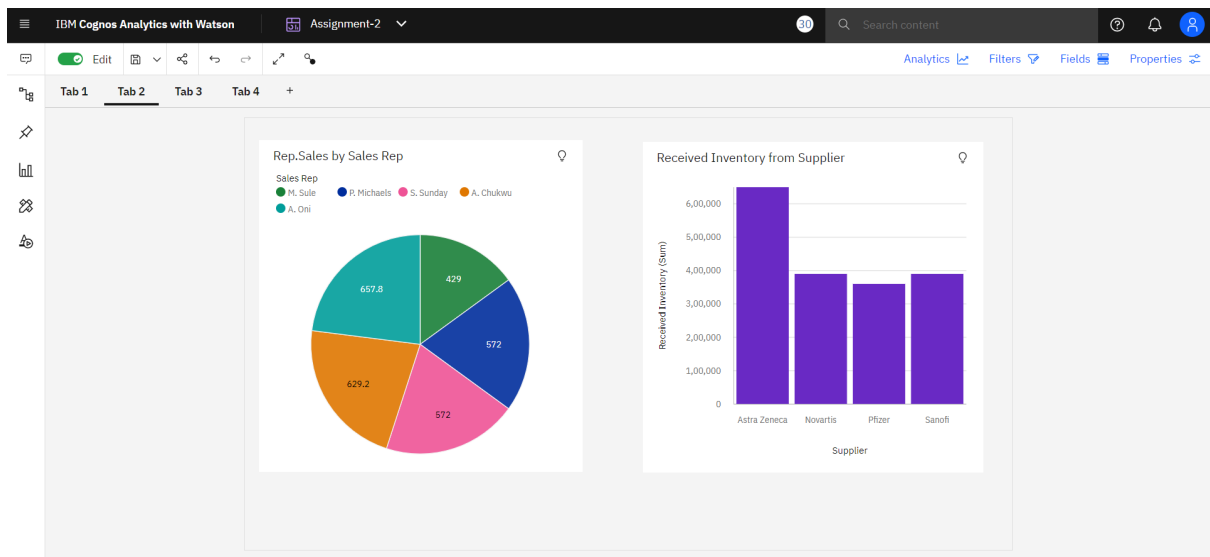 IBM Cognos Analytics with Watson
Assignment-2
30
Search content
Edit
Analytics
Filters
Fields
Properties
Tab 1
Tab 2
Tab 3
Tab 4
+
Rep.Sales by Sales Rep
Sales Rep
M. Sule
P. Michaels
S. Sunday
A. Chukwu
A. Oni
429
572
572
629.2
657.8
Received Inventory from Supplier
Received Inventory (Sum)
6,00,000
5,00,000
4,00,000
3,00,000
2,00,000
1,00,000
0
Astra Zeneca
Novartis
Pfizer
Sanofi
Supplier